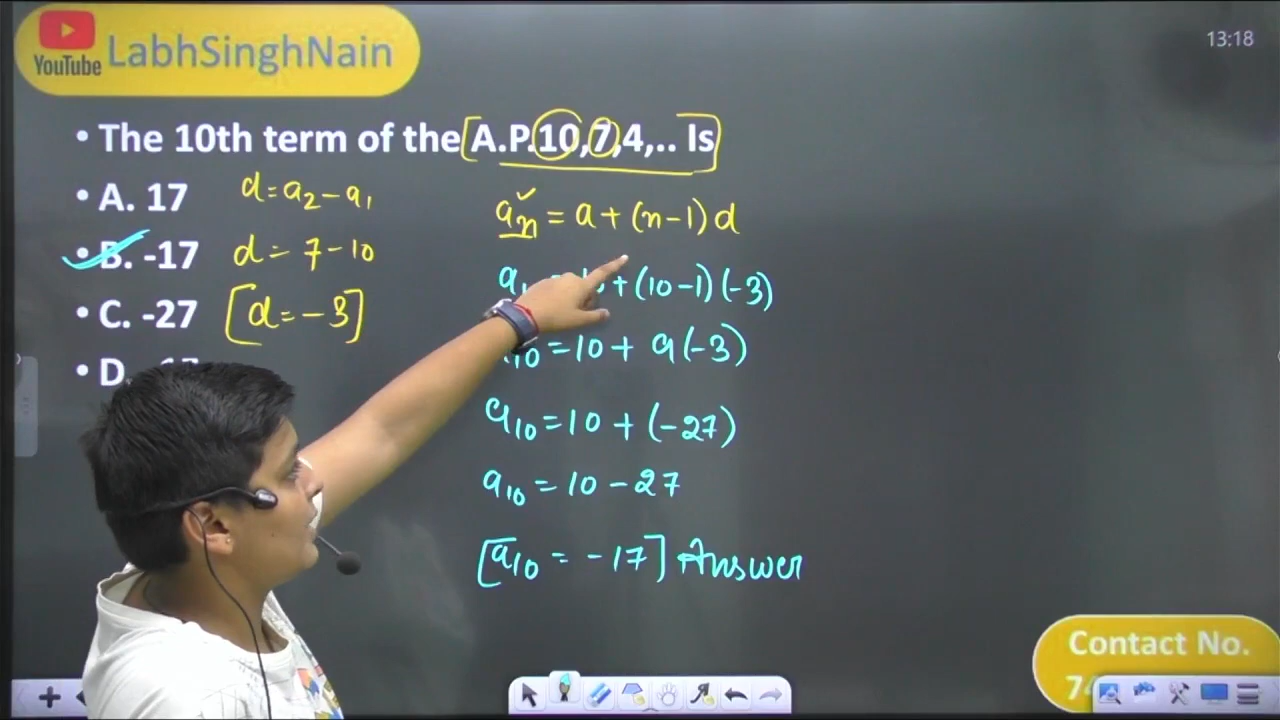 YouTube LabhSinghNain
13:18
• The 10th term of the A.P.10,7,4,.. Is
• A. 17
• B. -17
• C. -27
• D.
d = a₂ - a₁
d = 7 - 10
[d = -3]
aₙ = a + (n-1) d
+ (10-1) (-3)
₁₀ = 10 + 9(-3)
a₁₀ = 10 + (-27)
a₁₀ = 10 - 27
[a₁₀ = -17] Answer
Contact No.